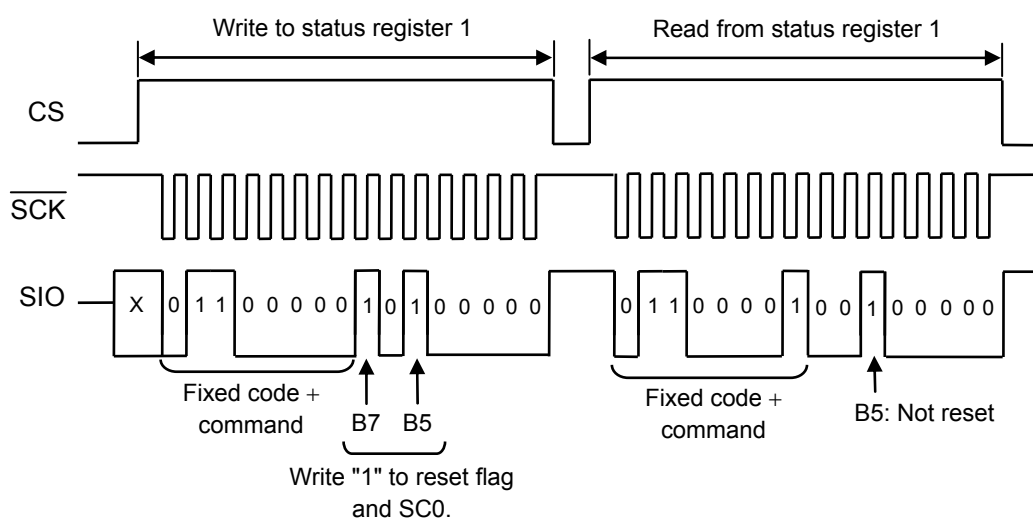 Write to status register 1
Read from status register 1
CS
SCK
SIO
X 0 1 1 0 0 0 0 0 1 0 1 0 0 0 0 0
0 1 1 0 0 0 0 1 0 0 1 0 0 0 0 0
Fixed code +
command
B7 B5
Write "1" to reset flag
and SC0.
Fixed code +
command
B5: Not reset